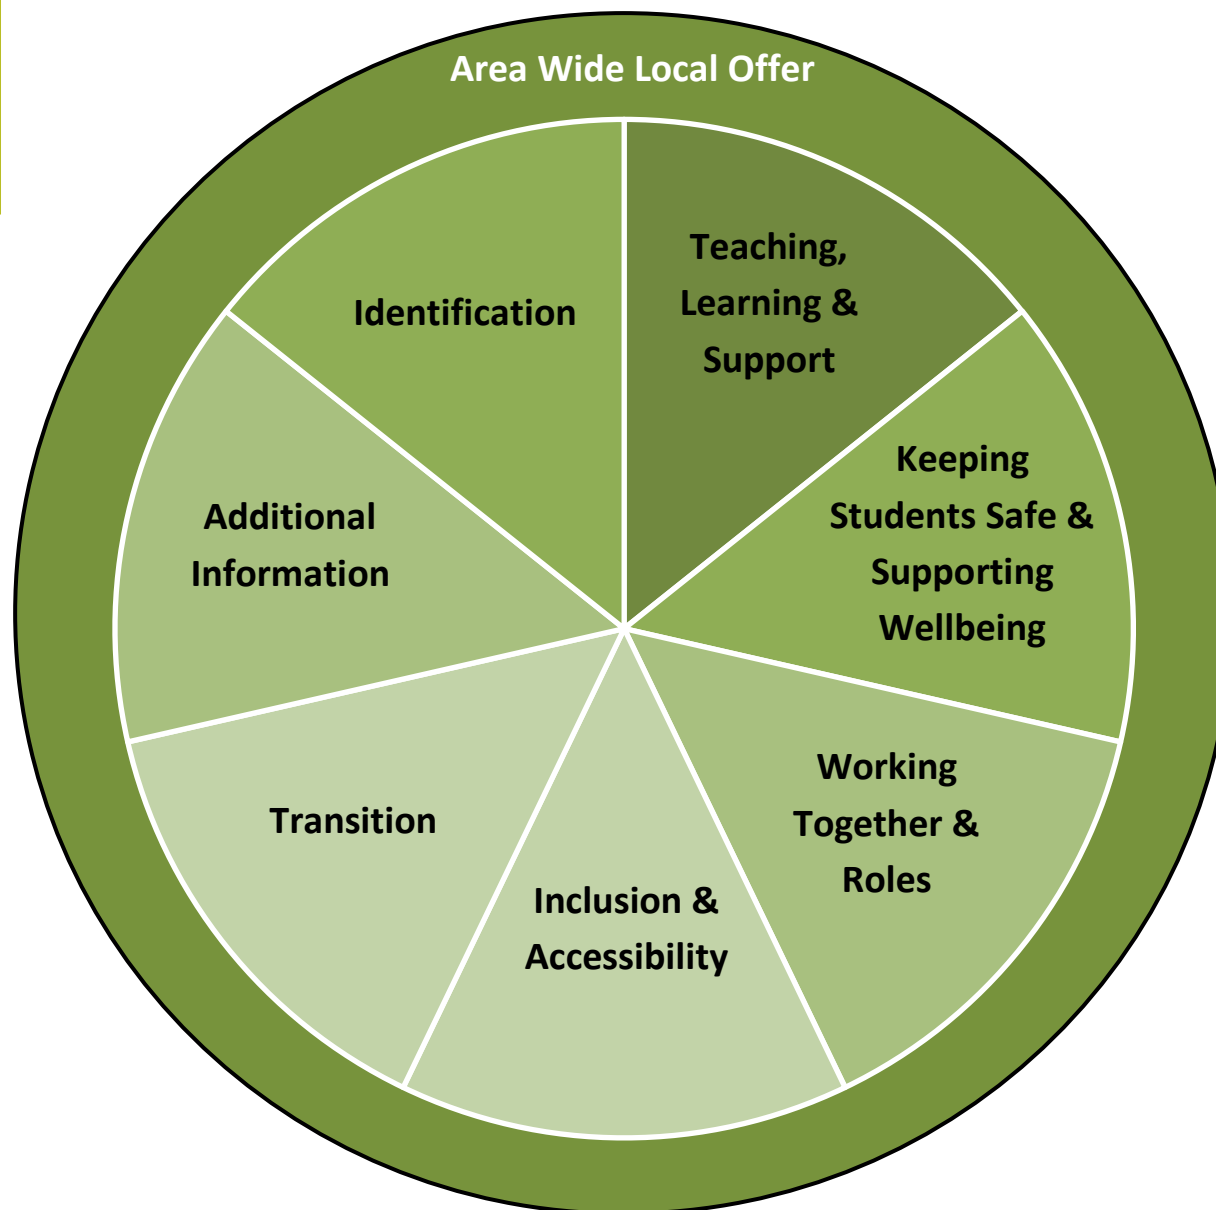 Area Wide Local Offer
Identification
Teaching,
Learning &
Support
Keeping
Students Safe &
Supporting
Wellbeing
Working
Together &
Roles
Inclusion &
Accessibility
Transition
Additional
Information